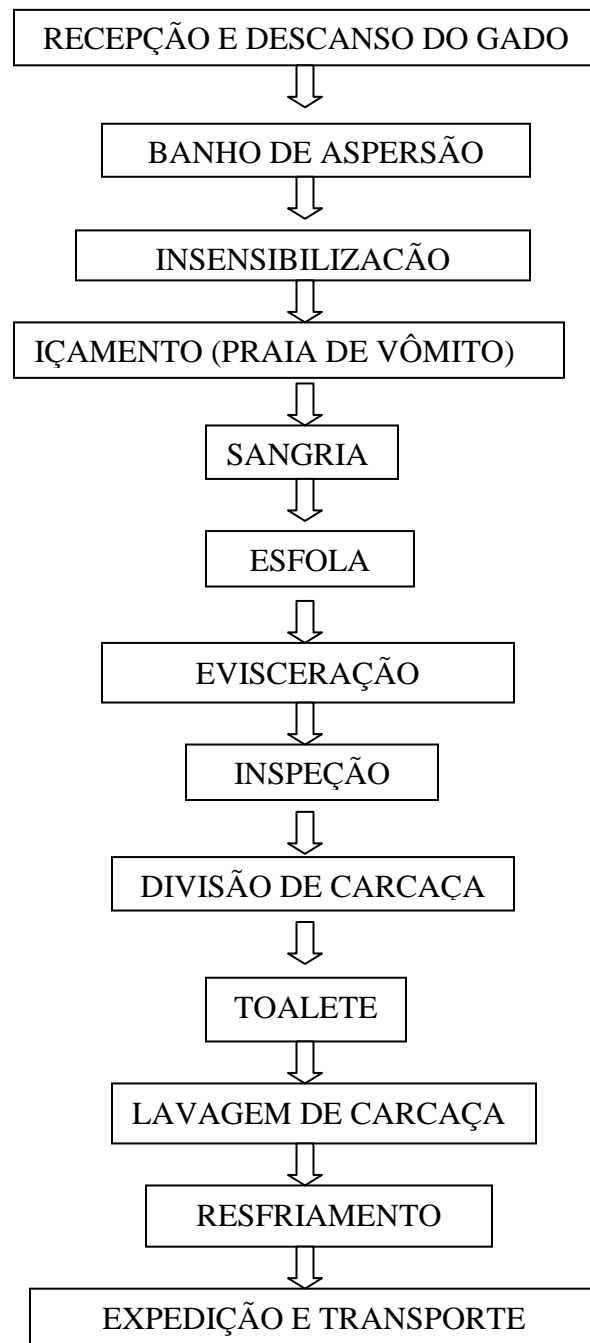 RECEPÇÃO E DESCANSO DO GADO
BANHO DE ASPERSÃO
INSENSIBILIZACÃO
IÇAMENTO (PRAIA DE VÔMITO)
SANGRIA
ESFOLA
EVISCERAÇÃO
INSPEÇÃO
DIVISÃO DE CARCAÇA
TOALETE
LAVAGEM DE CARCAÇA
RESFRIAMENTO
EXPEDIÇÃO E TRANSPORTE